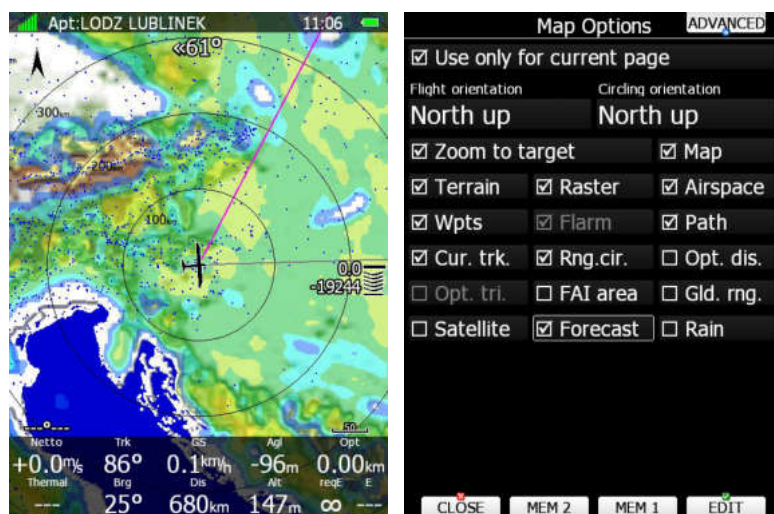 Apt:LODZ LUBLINEK 11:06
«61°
300km
200km
100km
0.0
-19244
50
Netto Trk GS Agl Opt
+0.0m/s 86° 0.1km/h -96m 0.00km
Thermal Brg Dis Alt reqE E
--- 25° 680km 147m ∞ ---
Map Options ADVANCED
Use only for current page
Flight orientation Circling orientation
North up North up
Zoom to target Map
Terrain Raster Airspace
Wpts Flarm Path
Cur. trk. Rng.cir. Opt. dis.
Opt. tri. FAI area Gld. rng.
Satellite Forecast Rain
CLOSE MEM 2 MEM 1 EDIT